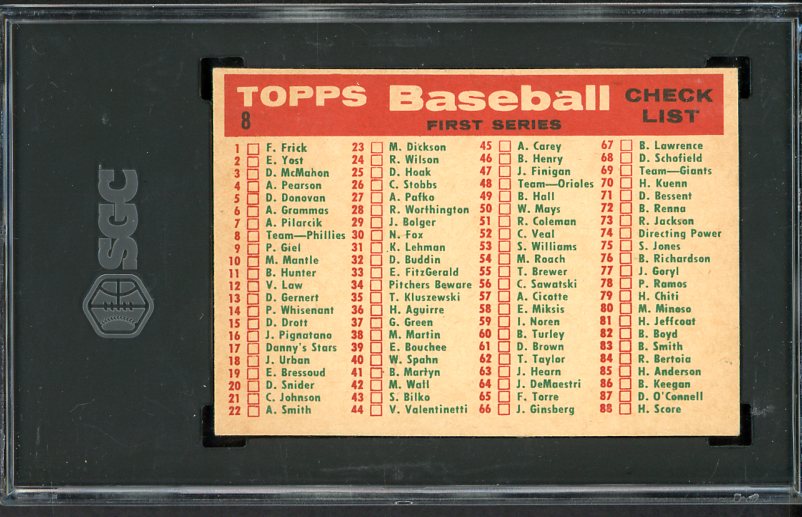 TOPPS Baseball CHECK LIST
8 FIRST SERIES
1 F. Frick
2 E. Yost
3 D. McMahon
4 A. Pearson
5 D. Donovan
6 A. Grammas
7 A. Pilarcik
8 Team—Phillies
9 P. Giel
10 M. Mantle
11 B. Hunter
12 V. Law
13 D. Gernert
14 P. Whisenant
15 D. Drott
16 J. Pignatano
17 Danny's Stars
18 J. Urban
19 E. Bressoud
20 D. Snider
21 C. Johnson
22 A. Smith
23 M. Dickson
24 R. Wilson
25 D. Hoak
26 C. Stobbs
27 A. Pafko
28 R. Worthington
29 J. Bolger
30 N. Fox
31 K. Lehman
32 D. Buddin
33 E. FitzGerald
34 Pitchers Beware
35 T. Kluszewski
36 H. Aguirre
37 G. Green
38 M. Martin
39 E. Bouchee
40 W. Spahn
41 B. Martyn
42 M. Wall
43 S. Bilko
44 V. Valentinetti
45 A. Carey
46 B. Henry
47 J. Finigan
48 Team—Orioles
49 B. Hall
50 W. Mays
51 R. Coleman
52 C. Veal
53 S. Williams
54 M. Roach
55 T. Brewer
56 C. Sawatski
57 A. Cicotte
58 E. Miksis
59 I. Noren
60 B. Turley
61 D. Brown
62 T. Taylor
63 J. Hearn
64 J. DeMaestri
65 F. Torre
66 J. Ginsberg
67 B. Lawrence
68 D. Schofield
69 Team—Giants
70 H. Kuenn
71 D. Bessent
72 B. Renna
73 R. Jackson
74 Directing Power
75 S. Jones
76 B. Richardson
77 J. Goryl
78 P. Ramos
79 H. Chiti
80 M. Minoso
81 H. Jeffcoat
82 B. Boyd
83 B. Smith
84 R. Bertoia
85 H. Anderson
86 B. Keegan
87 D. O'Connell
88 H. Score
SGC